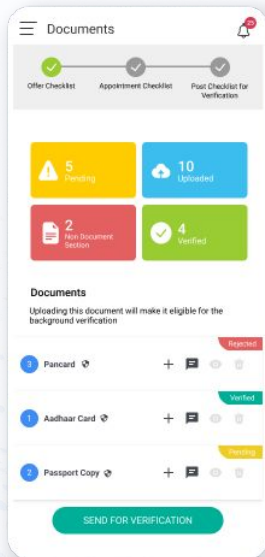 Documents
25
Offer Checklist
Appointment Checklist
Post Checklist for
Verification
5
Pending
10
Uploaded
2
Non Document
Section
4
Verified
Documents
Uploading this document will make it eligible for the
background verification
Rejected
3 Pancard
Verified
1 Aadhaar Card
Pending
2 Passport Copy
SEND FOR VERIFICATION